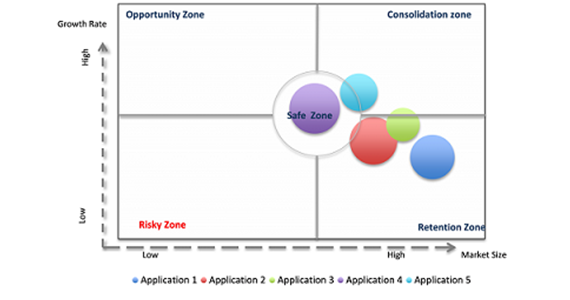 Opportunity Zone
Consolidation zone
Growth Rate
High
Safe Zone
Low
Risky Zone
Retention Zone
Low
High
Market Size
Application 1
Application 2
Application 3
Application 4
Application 5